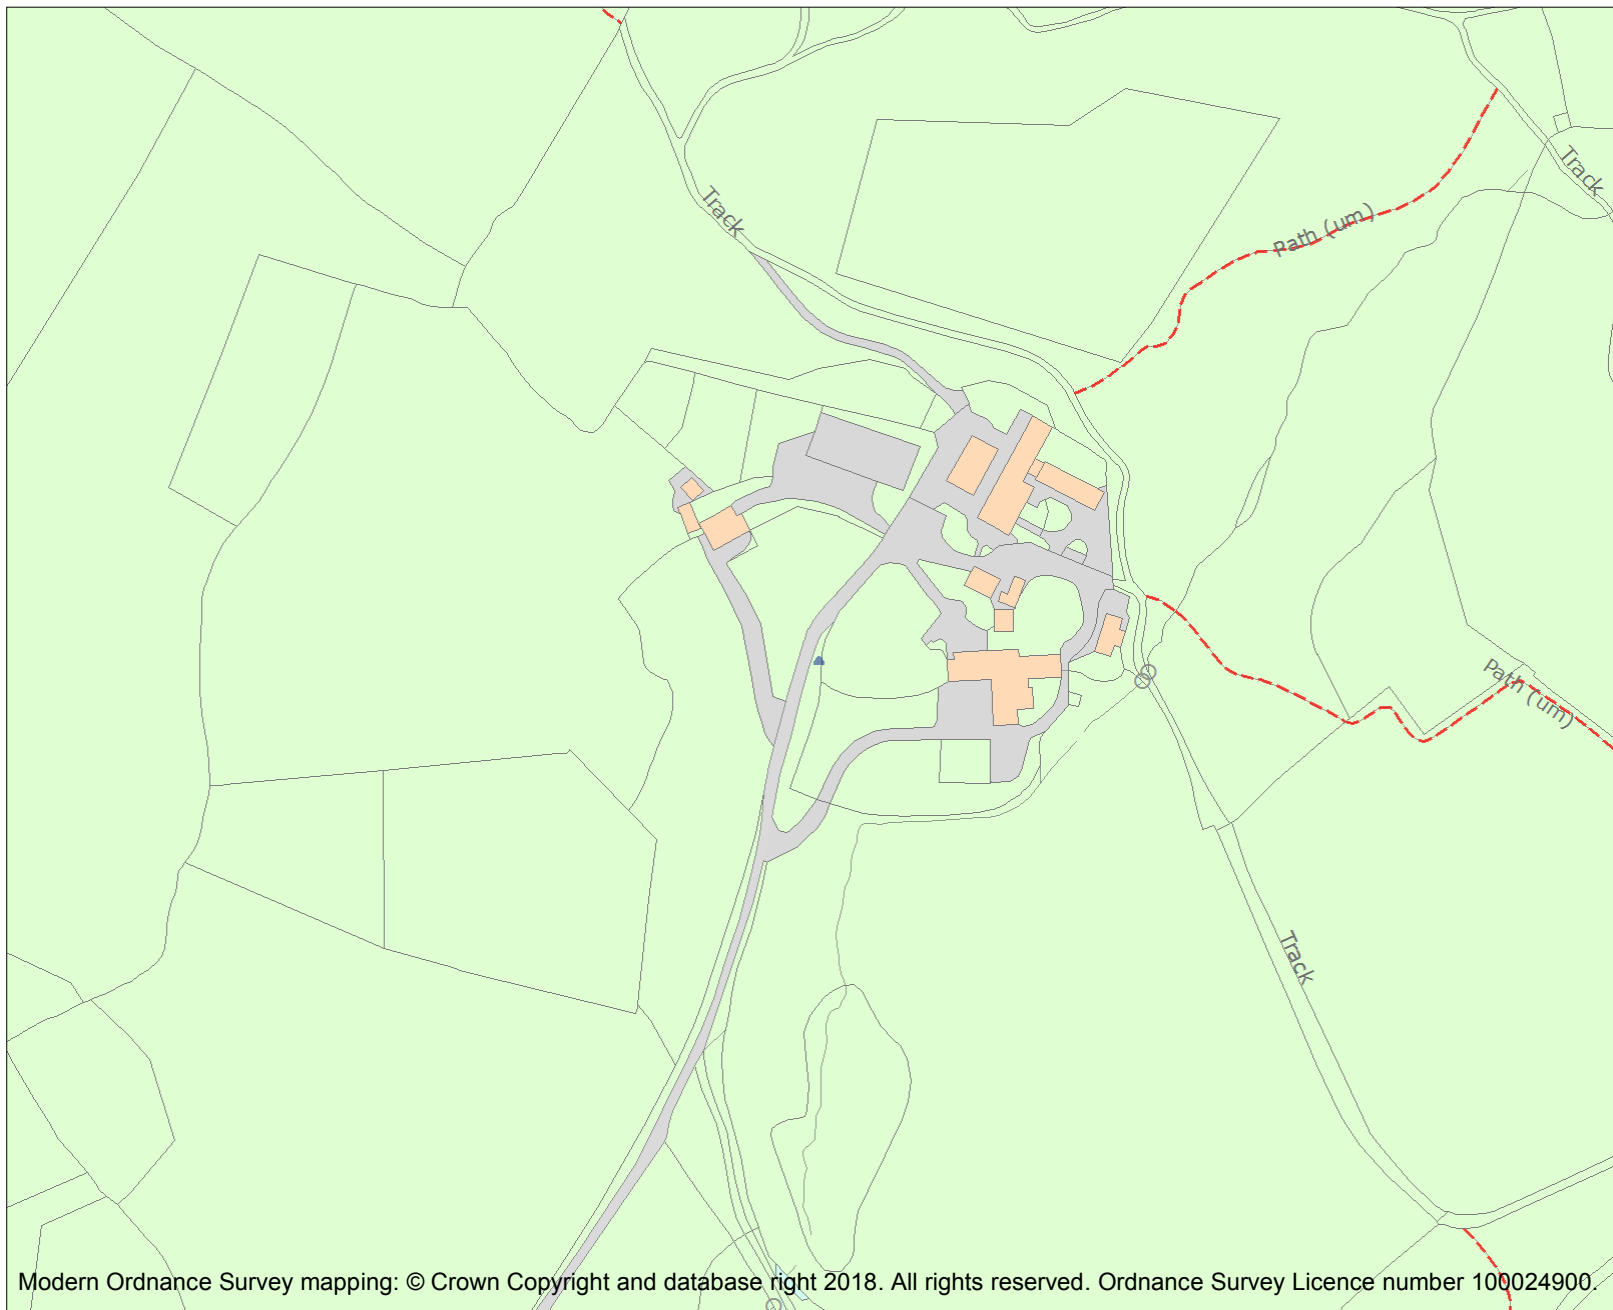 Track
Track
Path (um)
Path (um)
Track
Modern Ordnance Survey mapping: © Crown Copyright and database right 2018. All rights reserved. Ordnance Survey Licence number 100024900.